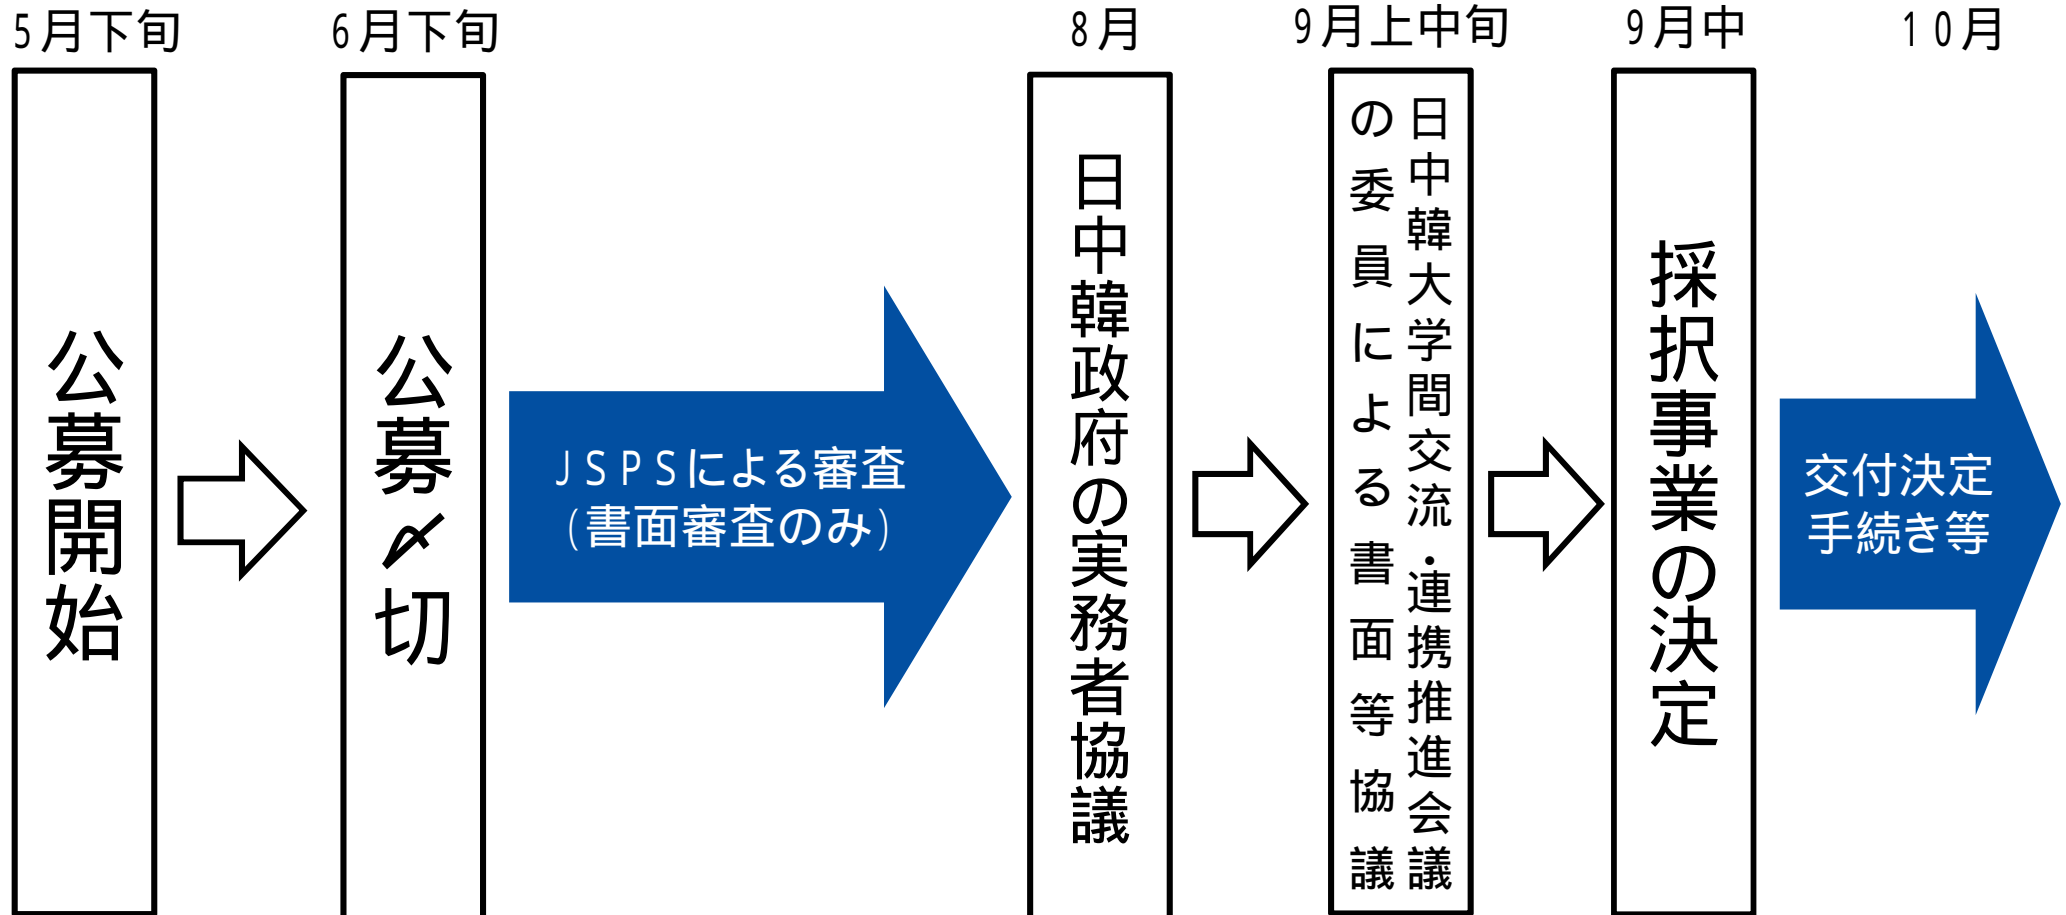 5月下旬
6月下旬
8月
9月上中旬
9月中
10月
公募開始
公募〆切
JSPSによる審査
(書面審査のみ)
日中韓政府の実務者協議
日中韓大学間交流・連携推進会議
の委員による書面等協議
採択事業の決定
交付決定
手続き等